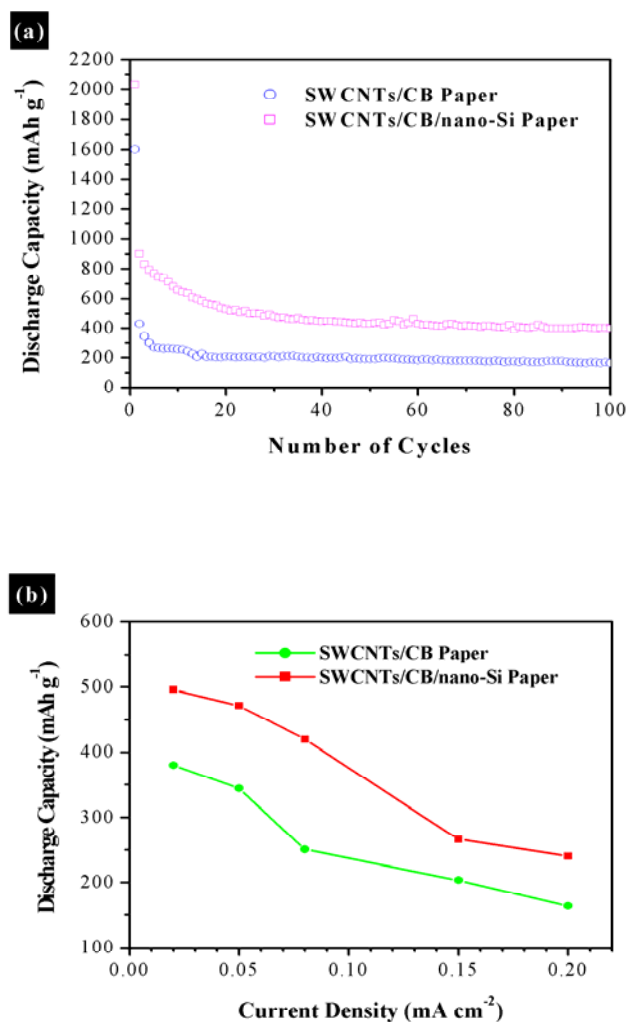 (a)
2200
2000
1800
1600
1400
1200
1000
800
600
400
200
0
Discharge Capacity (mAh g⁻¹)
SWCNTs/CB Paper
SWCNTs/CB/nano-Si Paper
0 20 40 60 80 100
Number of Cycles
(b)
600
500
400
300
200
100
Discharge Capacity (mAh g⁻¹)
SWCNTs/CB Paper
SWCNTs/CB/nano-Si Paper
0.00 0.05 0.10 0.15 0.20
Current Density (mA cm⁻²)